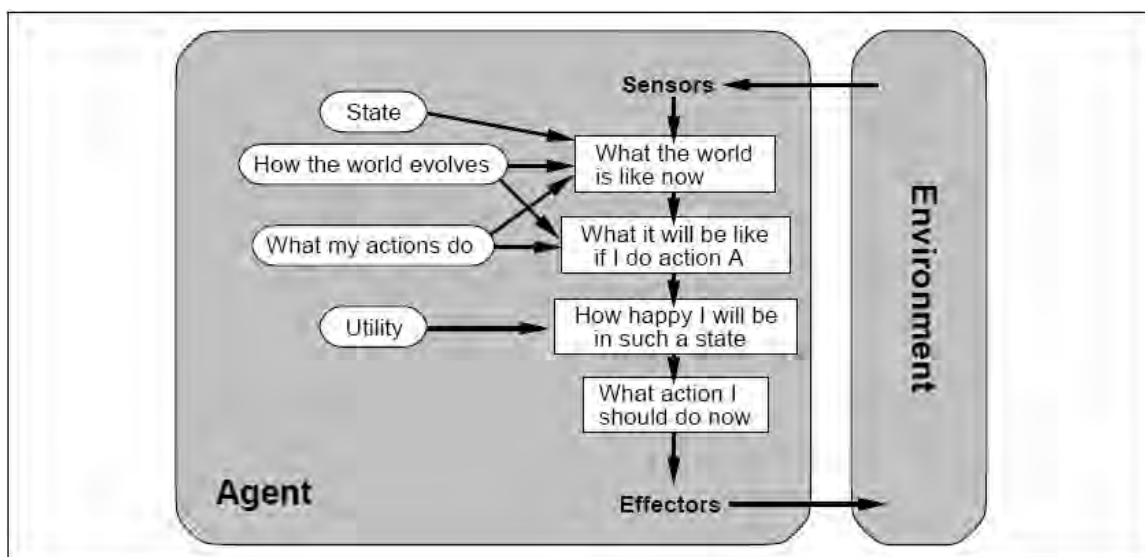 Sensors
State
What the world
is like now
How the world evolves
What my actions do
What it will be like
if I do action A
Utility
How happy I will be
in such a state
What action I
should do now
Agent
Effectors
Environment